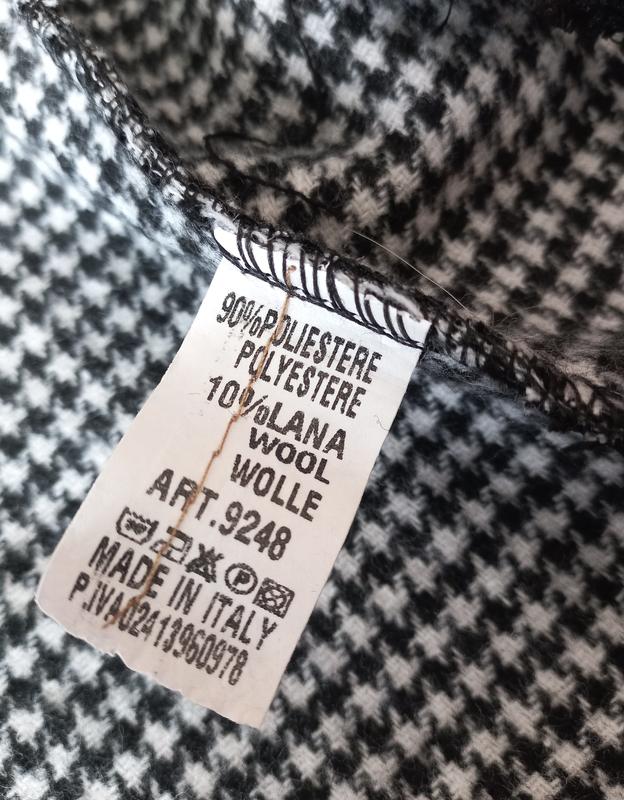 90%POLIESTERE
POLYESTERE
10%LANA
WOOL
WOLLE
ART.9248
MADE IN ITALY
P.IVA02413960978